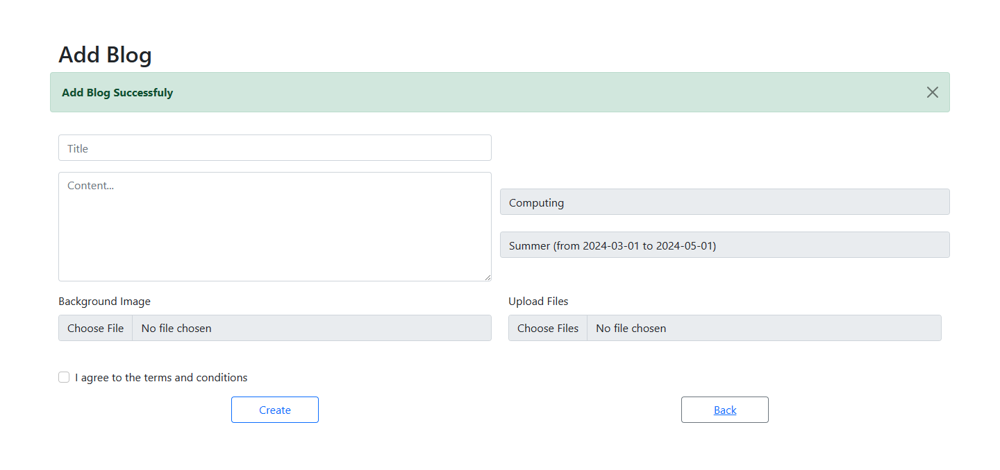 Add Blog
Add Blog Successfuly
Title
Content...
Computing
Summer (from 2024-03-01 to 2024-05-01)
Background Image
Upload Files
Choose File No file chosen
Choose Files No file chosen
I agree to the terms and conditions
Create
Back